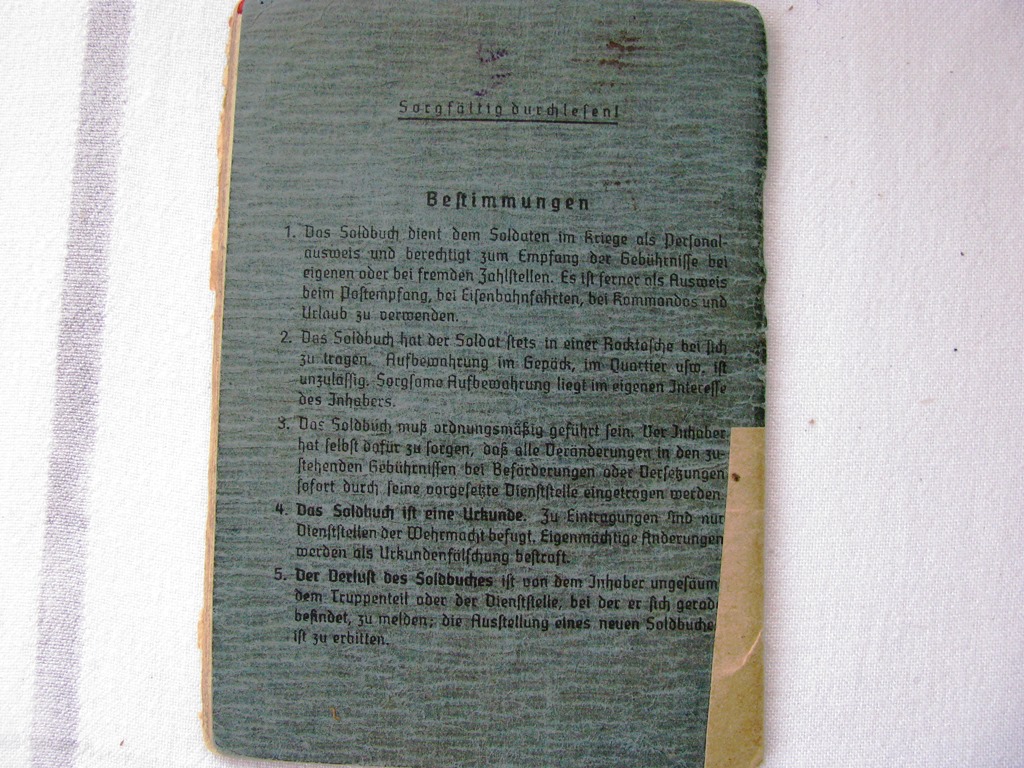 Sorgfältig durchlesen!
Bestimmungen
1. Das Soldbuch dient dem Soldaten im Kriege als Personal-
ausweis und berechtigt zum Empfang der Gebührnisse bei
eigenen oder bei fremden Zahlstellen. Es ist ferner als Ausweis
beim Postempfang, bei Eisenbahnfahrten, bei Kommandos und
Urlaub zu verwenden.
2. Das Soldbuch hat der Soldat stets in einer Rocktasche bei sich
zu tragen. Aufbewahrung im Gepäck, im Quartier usw. ist
unzulässig. Sorgsame Aufbewahrung liegt im eigenen Interesse
des Inhabers.
3. Das Soldbuch muß ordnungsmäßig geführt sein. Der Inhaber
hat selbst dafür zu sorgen, daß alle Veränderungen in den zu-
stehenden Gebührnissen bei Beförderungen oder Versetzungen
sofort durch seine vorgesetzte Dienststelle eingetragen werden
4. Das Soldbuch ist eine Urkunde. Zu Eintragungen sind nur
Dienststellen der Wehrmacht befugt. Eigenmächtige Änderungen
werden als Urkundenfälschung bestraft.
5. Der Verlust des Soldbuches ist von dem Inhaber ungesäum
dem Truppenteil oder der Dienststelle, bei der er sich gerad
befindet, zu melden; die Ausstellung eines neuen Soldbuche
ist zu erbitten.